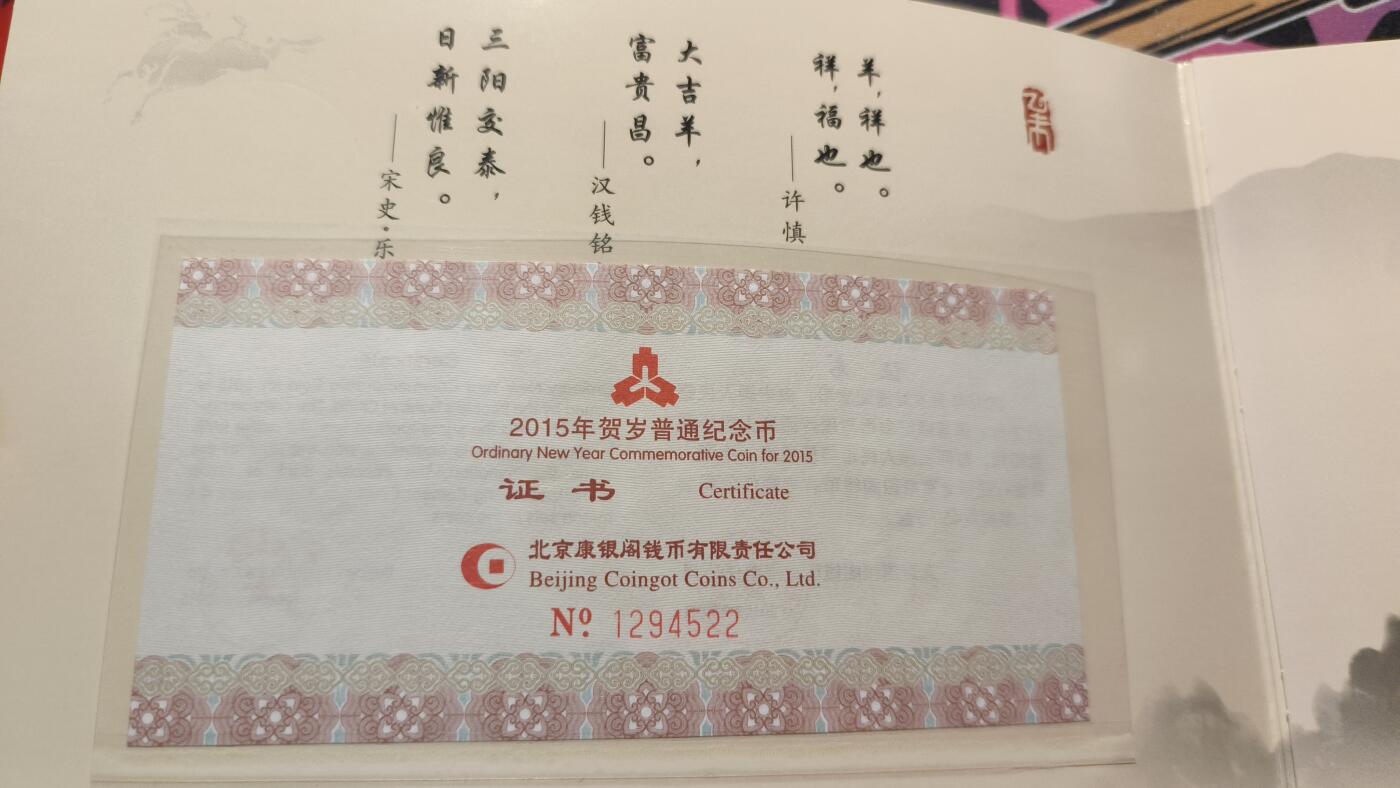 羊，祥也。
祥，福也。
——许慎
大吉羊，
富贵昌。
——汉钱铭
三阳交泰，
日新惟良。
——宋史·乐
乙未
2015年贺岁普通纪念币
Ordinary New Year Commemorative Coin for 2015
证书 Certificate
北京康银阁钱币有限责任公司
Beijing Coingot Coins Co., Ltd.
Nº 1294522